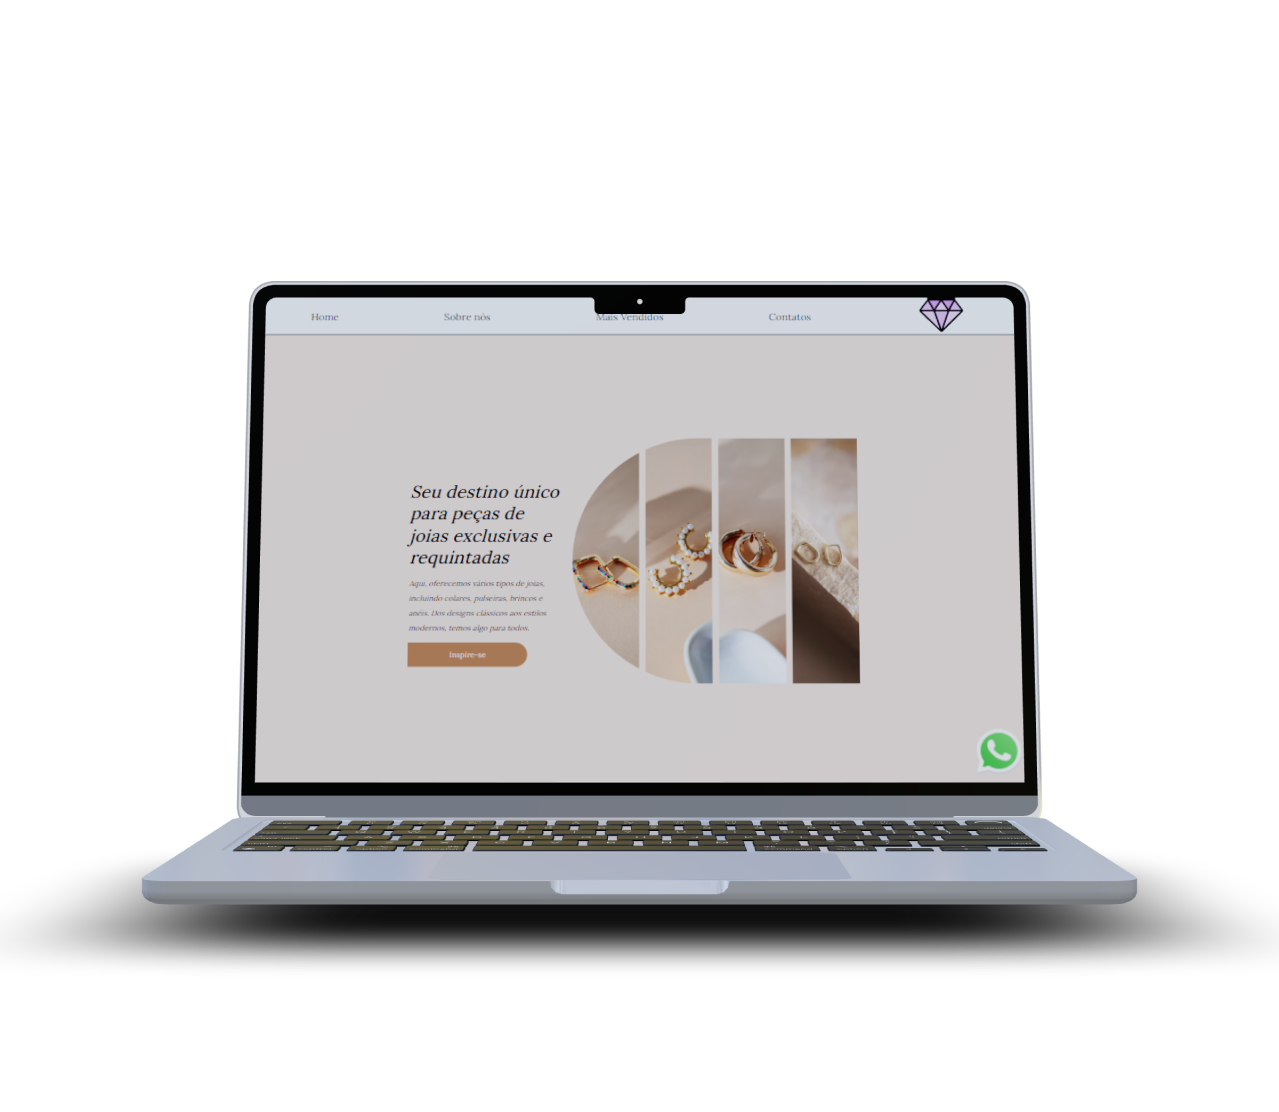 Home
Sobre nós
Mais Vendidos
Contatos
Seu destino único
para peças de
joias exclusivas e
requintadas
Aqui, oferecemos vários tipos de joias,
incluindo colares, pulseiras, brincos e
anéis. Dos designs clássicos aos estilos
modernos, temos algo para todos.
Inspire-se